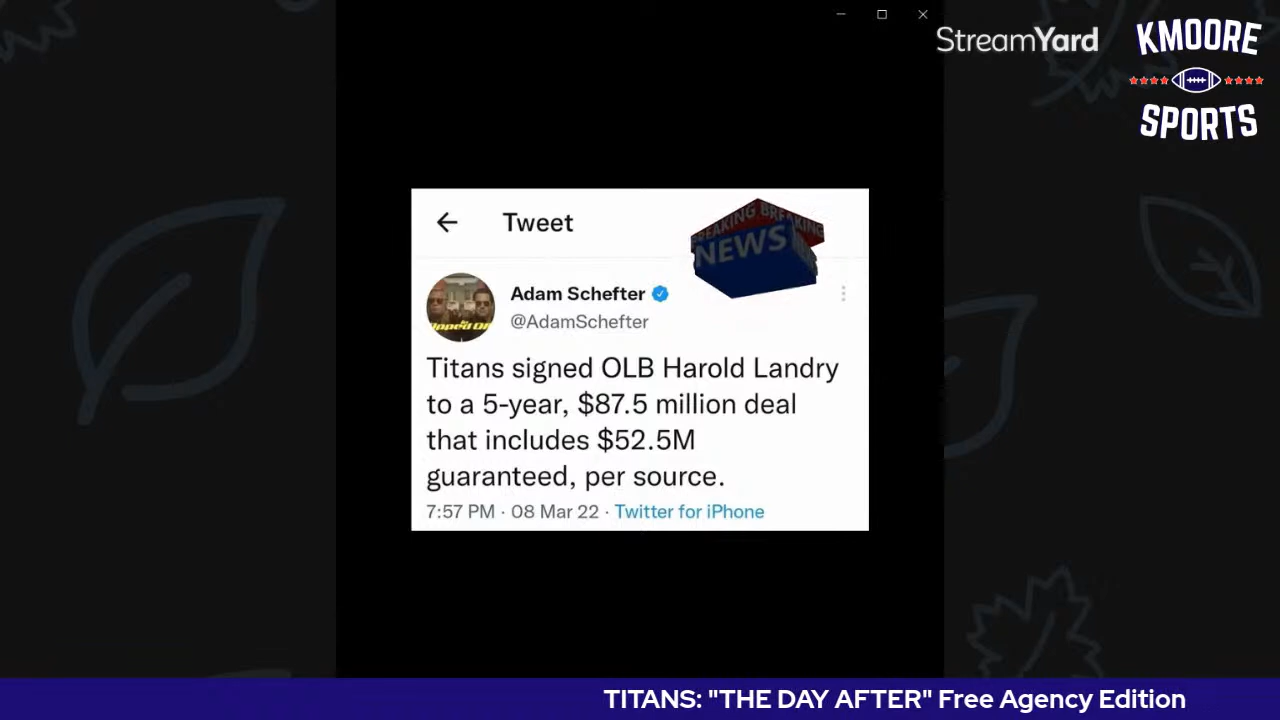 StreamYard
KMOORE
SPORTS
Tweet
BREAKING BREAKING
NEWS
Adam Schefter
@AdamSchefter
Titans signed OLB Harold Landry
to a 5-year, $87.5 million deal
that includes $52.5M
guaranteed, per source.
7:57 PM · 08 Mar 22 · Twitter for iPhone
TITANS: "THE DAY AFTER" Free Agency Edition